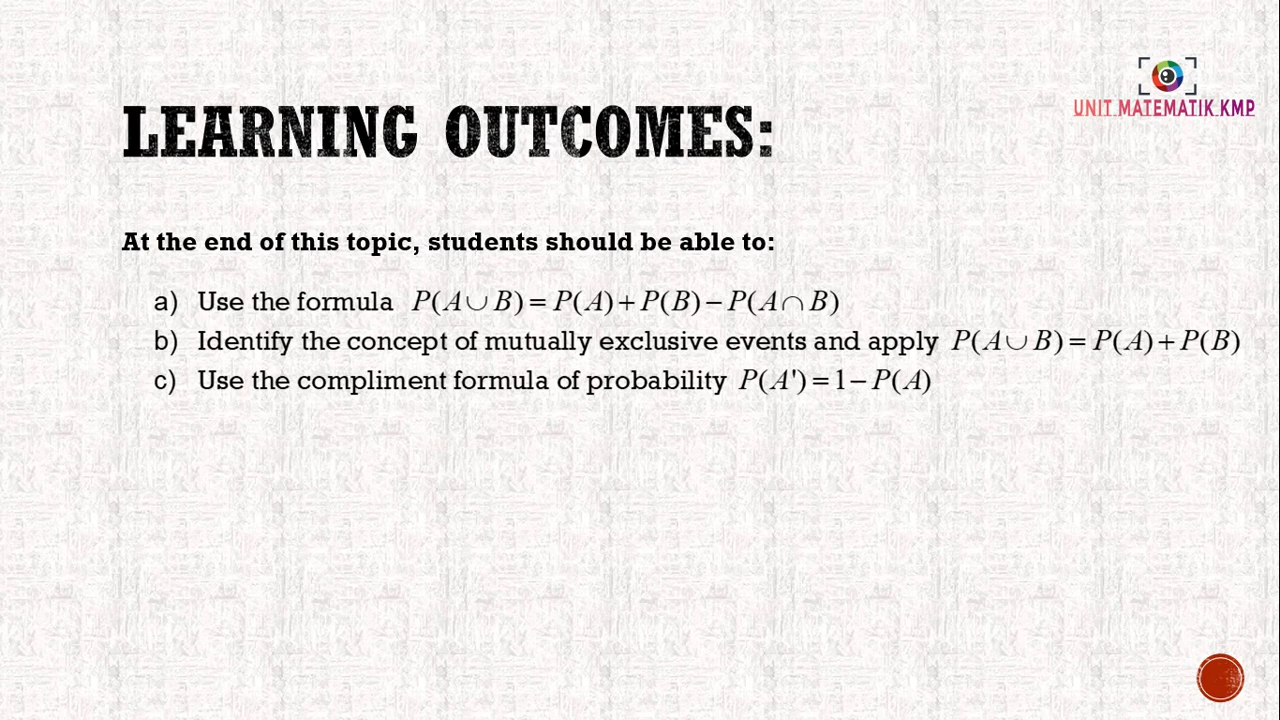 UNIT MATEMATIK KMP
LEARNING OUTCOMES:
At the end of this topic, students should be able to:
a) Use the formula P(A∪B)=P(A)+P(B)−P(A∩B)
b) Identify the concept of mutually exclusive events and apply P(A∪B)=P(A)+P(B)
c) Use the compliment formula of probability P(A')=1−P(A)